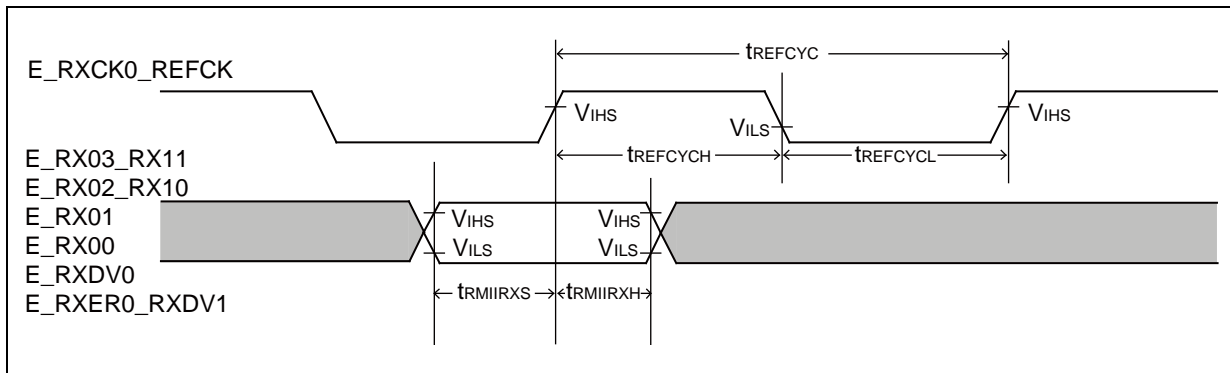 tREFCYC
E_RXCK0_REFCK
VIHS
VILS
VIHS
tREFCYCH
tREFCYCL
E_RX03_RX11
E_RX02_RX10
E_RX01
VIHS
VIHS
E_RX00
VILS
VILS
E_RXDV0
E_RXER0_RXDV1
tRMIIRXS
tRMIIRXH